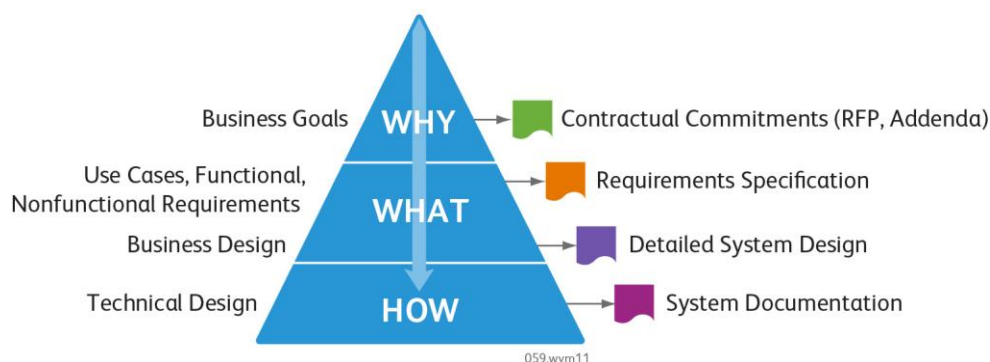 Business Goals
WHY
Contractual Commitments (RFP, Addenda)
Use Cases, Functional,
Nonfunctional Requirements
WHAT
Requirements Specification
Business Design
Detailed System Design
Technical Design
HOW
System Documentation
059.wym11